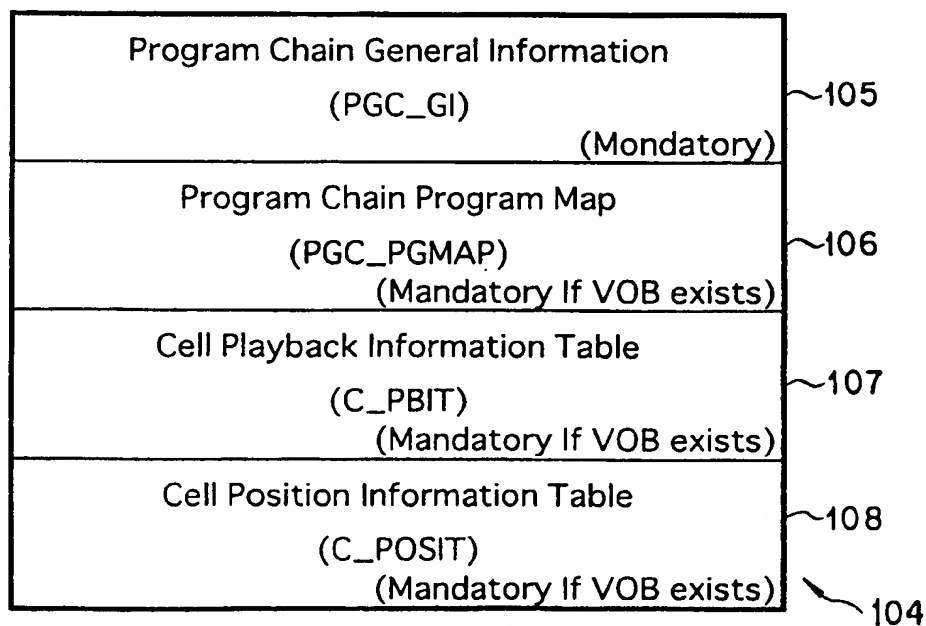 Program Chain General Information
(PGC_GI)
(Mondatory)
105
Program Chain Program Map
(PGC_PGMAP)
(Mandatory If VOB exists)
106
Cell Playback Information Table
(C_PBIT)
(Mandatory If VOB exists)
107
Cell Position Information Table
(C_POSIT)
(Mandatory If VOB exists)
108
104